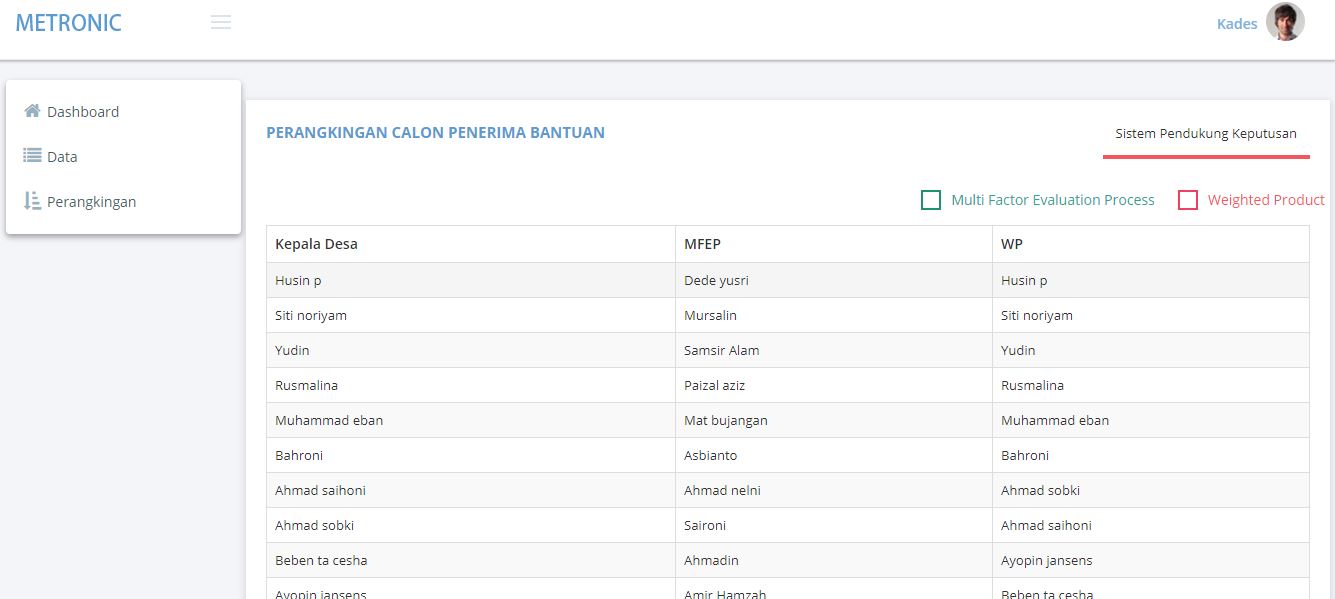 METRONIC
Kades
Dashboard
Data
Perangkingan
PERANGKINGAN CALON PENERIMA BANTUAN
Sistem Pendukung Keputusan
Multi Factor Evaluation Process Weighted Product
Kepala Desa MFEP WP
Husin p Dede yusri Husin p
Siti noriyam Mursalin Siti noriyam
Yudin Samsir Alam Yudin
Rusmalina Paizal aziz Rusmalina
Muhammad eban Mat bujangan Muhammad eban
Bahroni Asbianto Bahroni
Ahmad saihoni Ahmad nelni Ahmad sobki
Ahmad sobki Saironi Ahmad saihoni
Beben ta cesha Ahmadin Ayopin jansens
Ayopin jansens Amir Hamzah Beben ta cesha